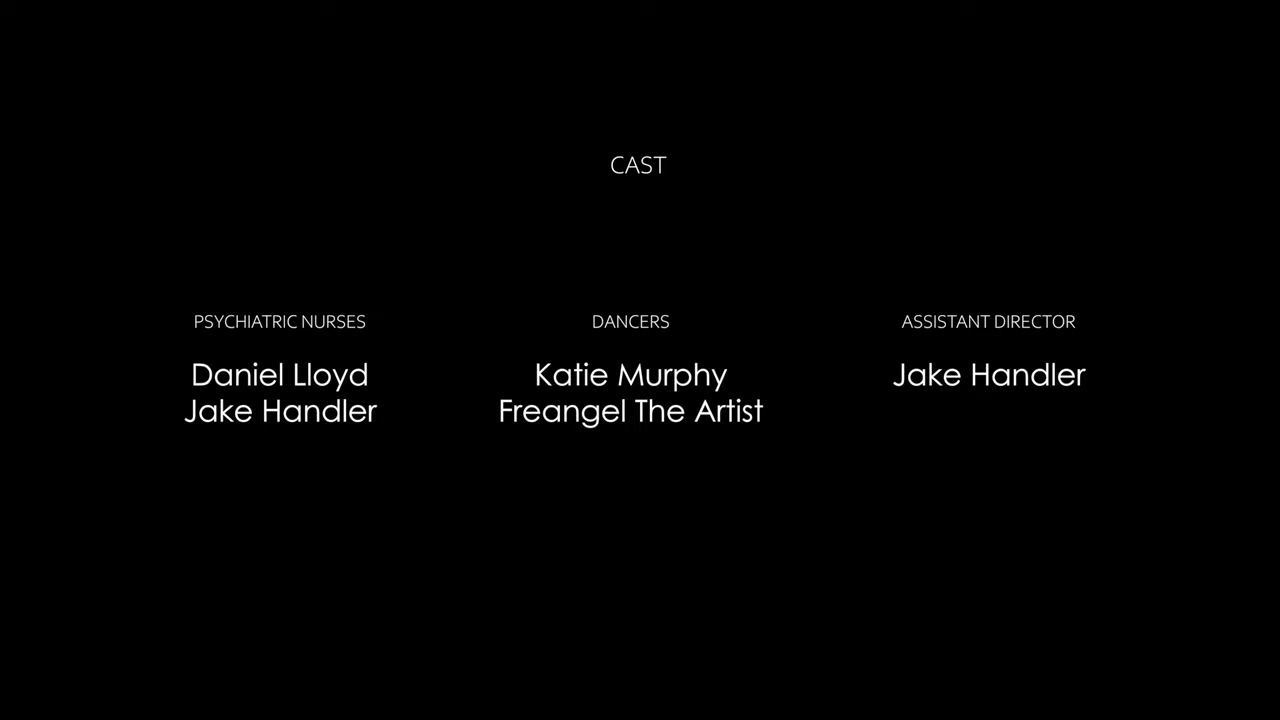 CAST
PSYCHIATRIC NURSES
Daniel Lloyd
Jake Handler
DANCERS
Katie Murphy
Freangel The Artist
ASSISTANT DIRECTOR
Jake Handler